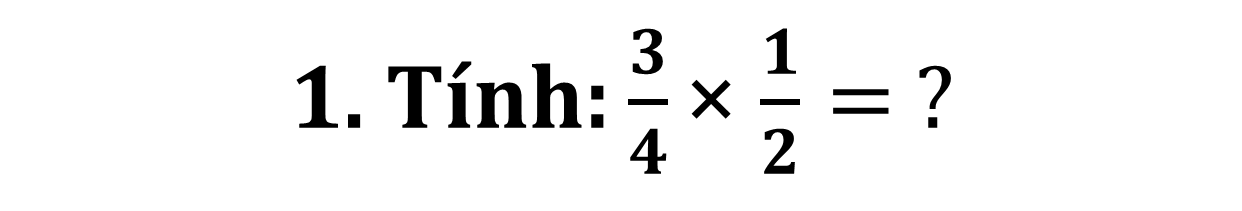 1. Tính: 3/4 × 1/2 = ?